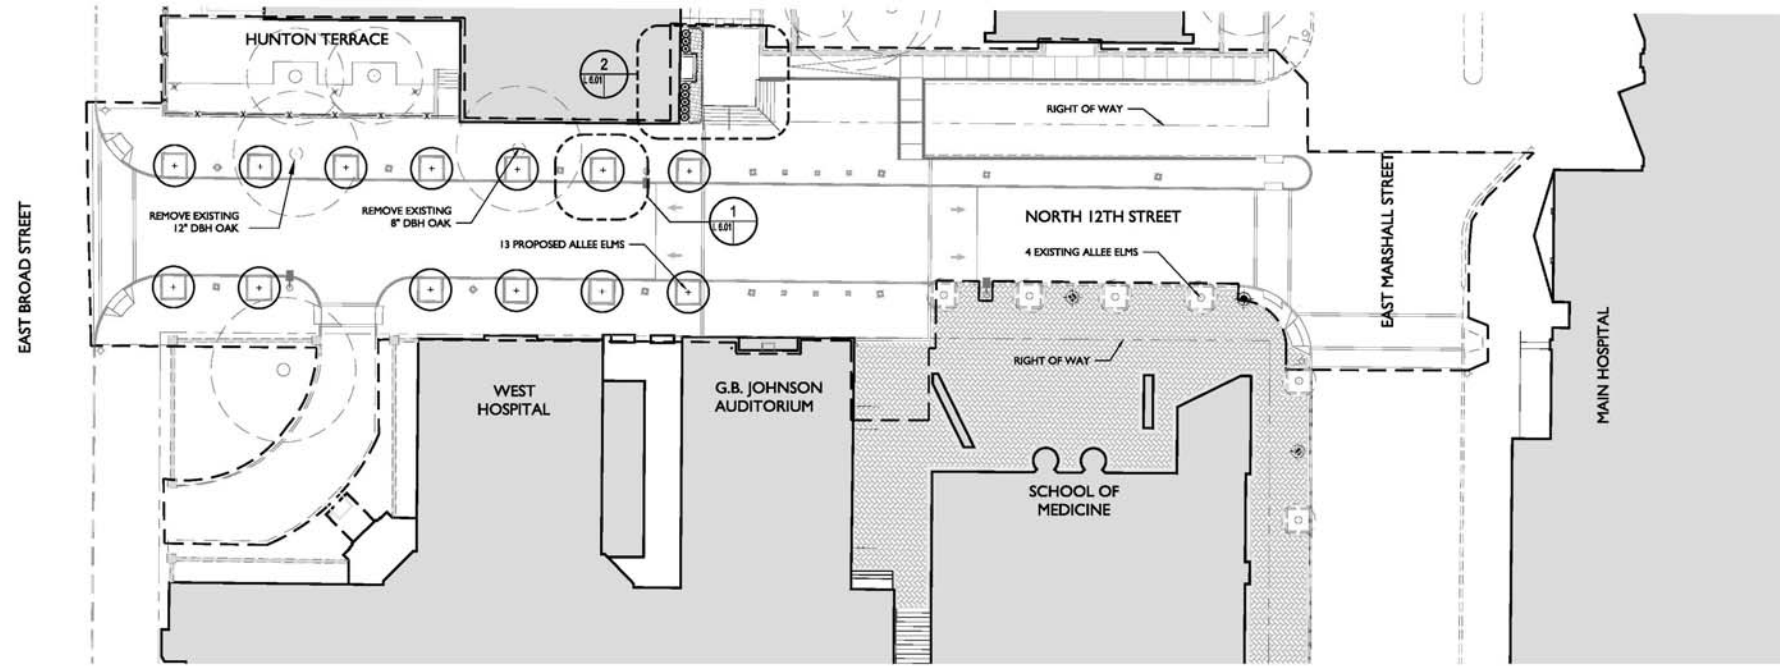 HUNTON TERRACE
2
L 6.01
RIGHT OF WAY
REMOVE EXISTING
12" DBH OAK
REMOVE EXISTING
8" DBH OAK
1
L 6.01
13 PROPOSED ALLEE ELMS
NORTH 12TH STREET
4 EXISTING ALLEE ELMS
EAST BROAD STREET
EAST MARSHALL STREET
MAIN HOSPITAL
RIGHT OF WAY
WEST
HOSPITAL
G.B. JOHNSON
AUDITORIUM
SCHOOL OF
MEDICINE